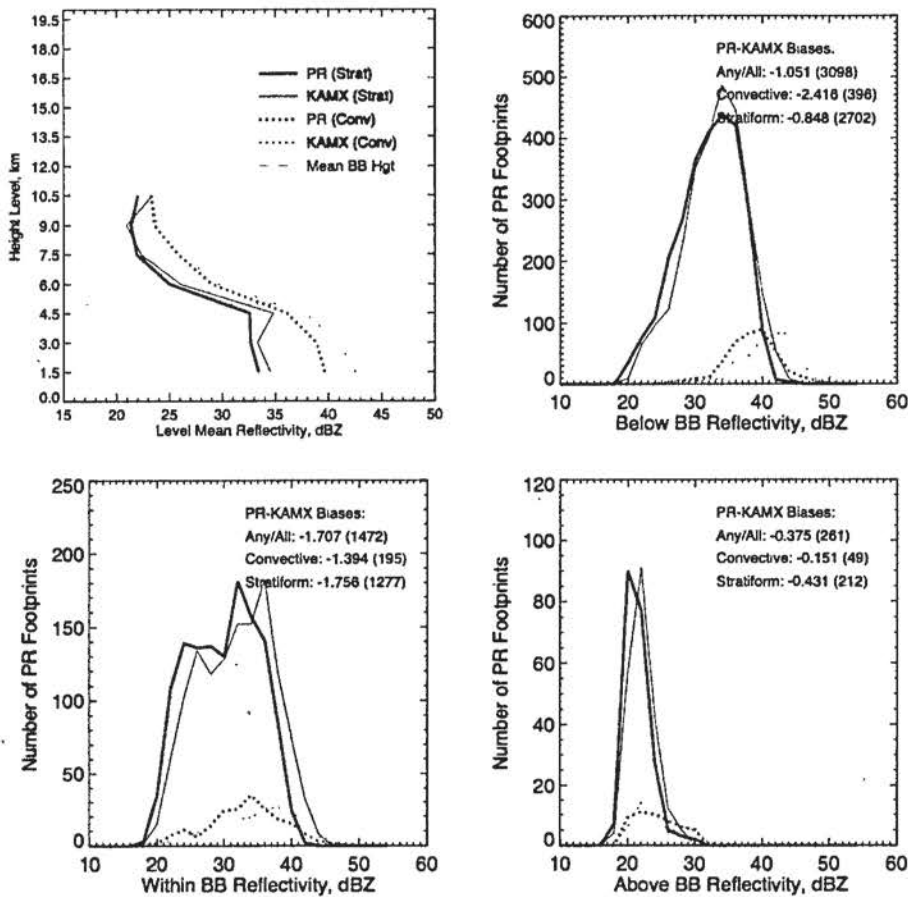 19.5
18.0
16.5
15.0
13.5
12.0
10.5
9.0
7.5
6.0
4.5
3.0
1.5
0.0
Height Level, km
PR (Strat)
KAMX (Strat)
PR (Conv)
KAMX (Conv)
Mean BB Hgt
15 20 25 30 35 40 45 50
Level Mean Reflectivity, dBZ
600
500
400
300
200
100
0
Number of PR Footprints
PR-KAMX Biases.
Any/All: -1.051 (3098)
Convective: -2.416 (396)
Stratiform: -0.848 (2702)
10 20 30 40 50 60
Below BB Reflectivity, dBZ
250
200
150
100
50
0
Number of PR Footprints
PR-KAMX Biases:
Any/All: -1.707 (1472)
Convective: -1.394 (195)
Stratiform: -1.756 (1277)
10 20 30 40 50 60
Within BB Reflectivity, dBZ
120
100
80
60
40
20
0
Number of PR Footprints
PR-KAMX Biases:
Any/All: -0.375 (261)
Convective: -0.151 (49)
Stratiform: -0.431 (212)
10 20 30 40 50 60
Above BB Reflectivity, dBZ